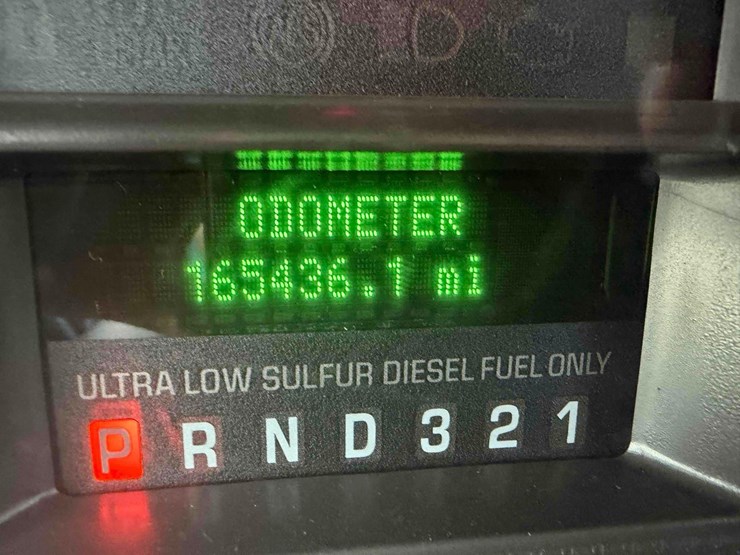 ODOMETER
165436.1 mi
ULTRA LOW SULFUR DIESEL FUEL ONLY
P R N D 3 2 1